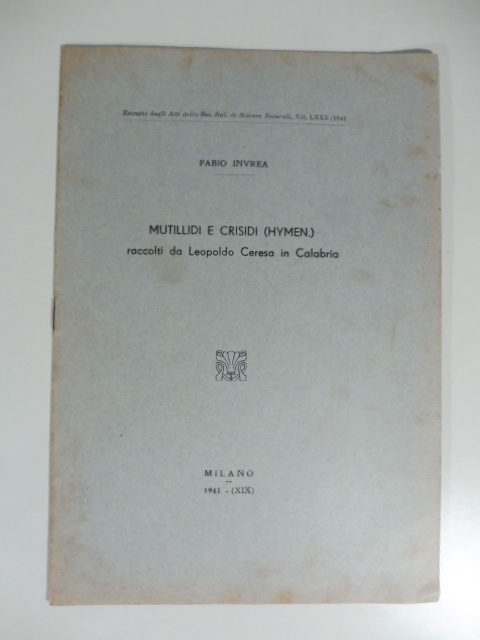 Estratto dagli Atti della Soc. Ital. di Scienze Naturali, Vol. LXXX (1941
FABIO INVREA
MUTILLIDI E CRISIDI (HYMEN.)
raccolti da Leopoldo Ceresa in Calabria
MILANO
1941 - (XIX)